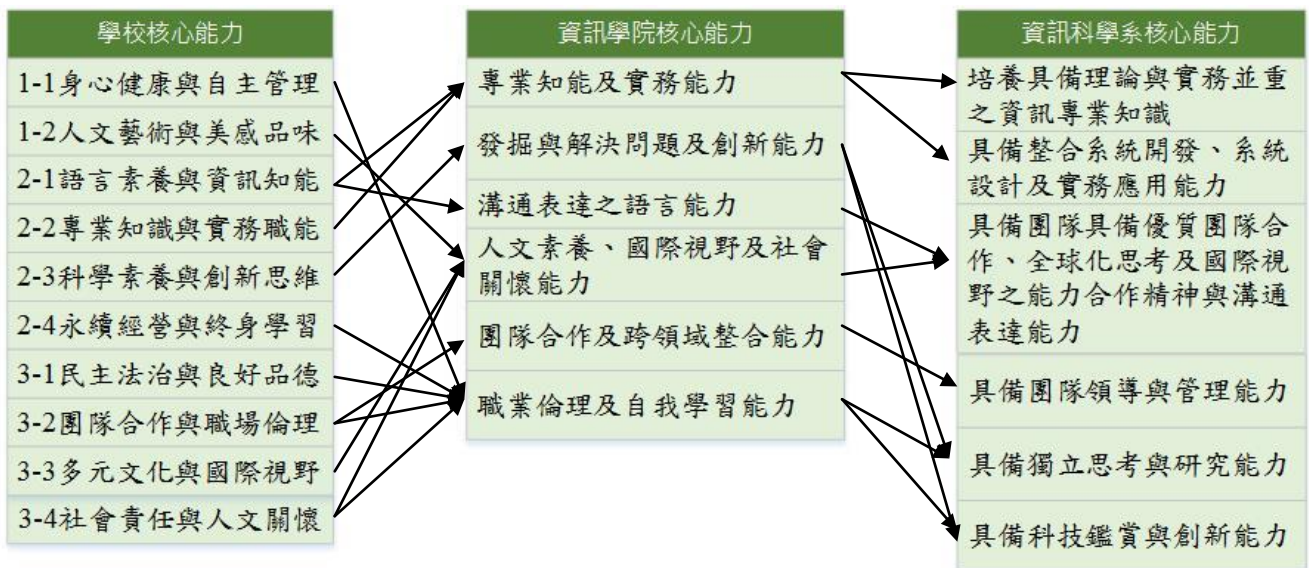 學校核心能力
1-1身心健康與自主管理
1-2人文藝術與美感品味
2-1語言素養與資訊知能
2-2專業知識與實務職能
2-3科學素養與創新思維
2-4永續經營與終身學習
3-1民主法治與良好品德
3-2團隊合作與職場倫理
3-3多元文化與國際視野
3-4社會責任與人文關懷
資訊學院核心能力
專業知能及實務能力
發掘與解決問題及創新能力
溝通表達之語言能力
人文素養、國際視野及社會
關懷能力
團隊合作及跨領域整合能力
職業倫理及自我學習能力
資訊科學系核心能力
培養具備理論與實務並重
之資訊專業知識
具備整合系統開發、系統
設計及實務應用能力
具備團隊具備優質團隊合
作、全球化思考及國際視
野之能力合作精神與溝通
表達能力
具備團隊領導與管理能力
具備獨立思考與研究能力
具備科技鑑賞與創新能力